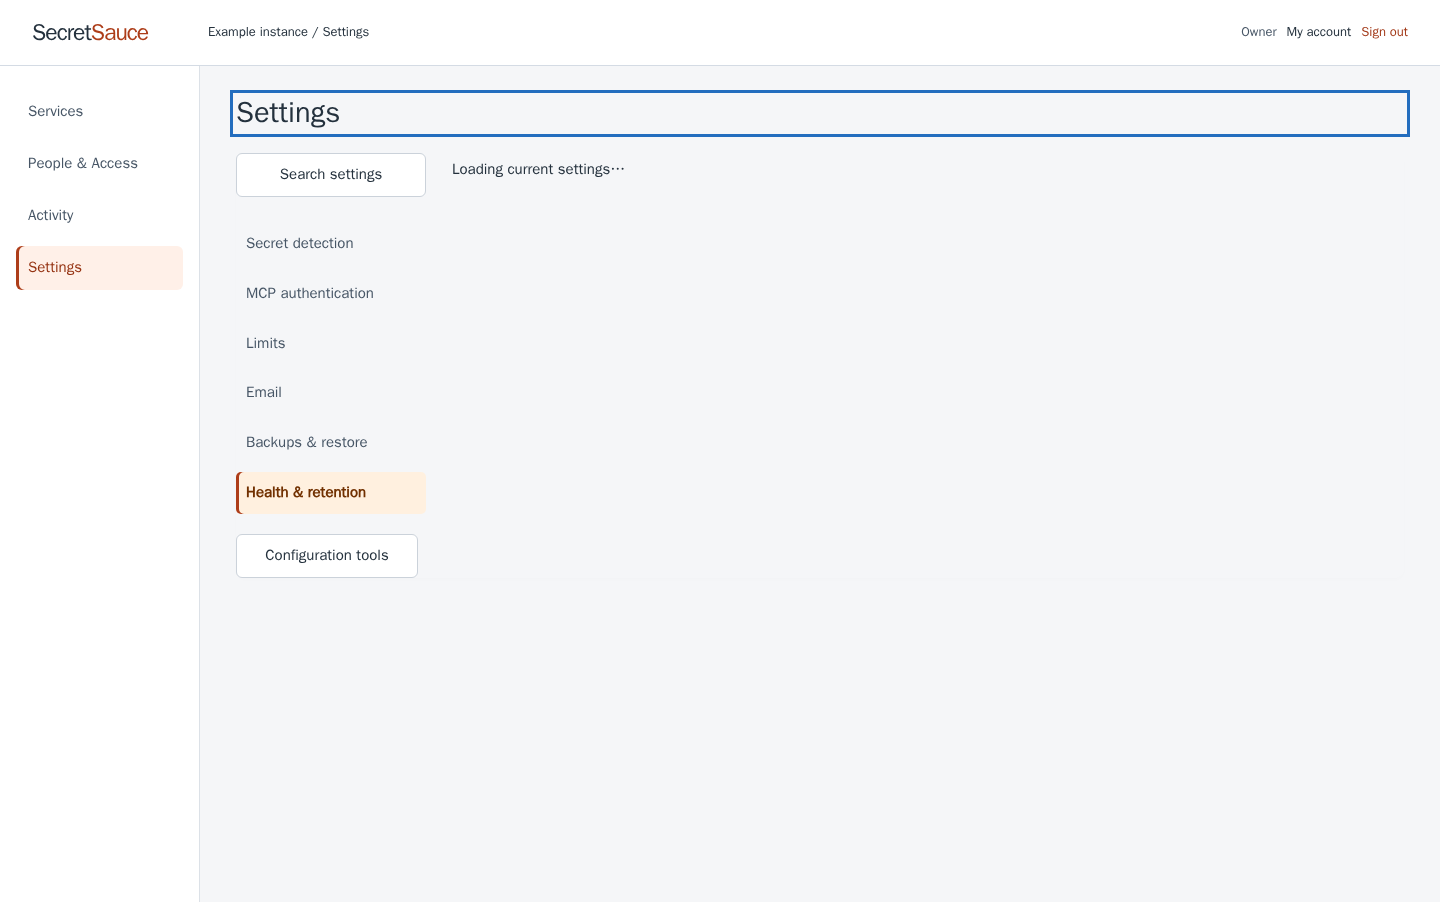 SecretSauce
Example instance / Settings
Owner My account Sign out
Services
People & Access
Activity
Settings
Settings
Search settings
Secret detection
MCP authentication
Limits
Email
Backups & restore
Health & retention
Configuration tools
Loading current settings…